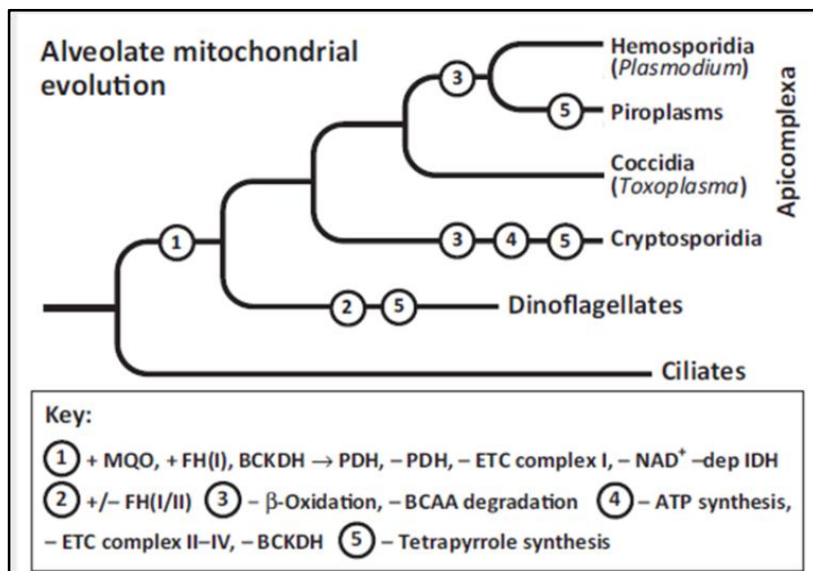 Alveolate mitochondrial
evolution
Hemosporidia
(Plasmodium)
Piroplasms
Coccidia
(Toxoplasma)
Cryptosporidia
Dinoflagellates
Ciliates
Apicomplexa
3
5
3 4 5
1
2 5
Key:
1 + MQO, + FH(I), BCKDH → PDH, – PDH, – ETC complex I, – NAD⁺ –dep IDH
2 +/– FH(I/II) 3 – β-Oxidation, – BCAA degradation 4 – ATP synthesis,
– ETC complex II–IV, – BCKDH 5 – Tetrapyrrole synthesis